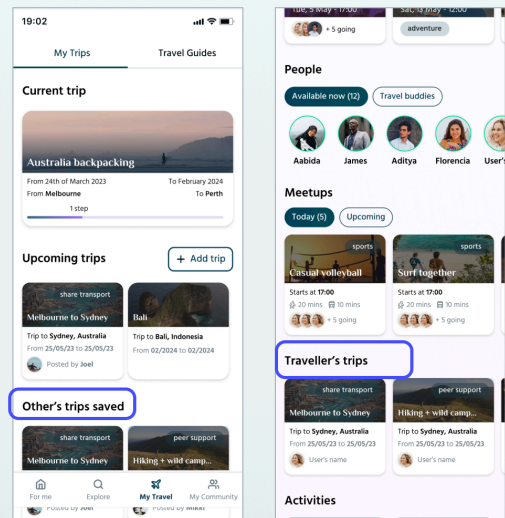 19:02
My Trips
Travel Guides
Current trip
Australia backpacking
From 24th of March 2023
To February 2024
From Melbourne
To Perth
1 step
Upcoming trips
+ Add trip
share transport
Melbourne to Sydney
Trip to Sydney, Australia
From 25/05/23 to 25/05/23
Posted by Joel
Bali
Trip to Bali, Indonesia
From 02/2024 to 02/2024
Other's trips saved
share transport
Melbourne to Sydney
peer support
Hiking + wild camp...
For me
Explore
My Travel
My Community
Posted by Joel
Posted by Mikki
Tue, 5 May - 17:00
Sat, 13 May - 12:00
+ 5 going
adventure
People
Available now (12)
Travel buddies
Aabida
James
Aditya
Florencia
User's
Meetups
Today (5)
Upcoming
sports
Casual volleyball
Starts at 17:00
20 mins
10 mins
+ 5 going
sports
Surf together
Starts at 17:00
20 mins
10 mins
+ 5 going
Traveller's trips
share transport
Melbourne to Sydney
Trip to Sydney, Australia
From 25/05/23 to 25/05/23
User's name
peer support
Hiking + wild camp...
Trip to Sydney, Australia
From 25/05/23 to 25/05/23
User's name
Activities